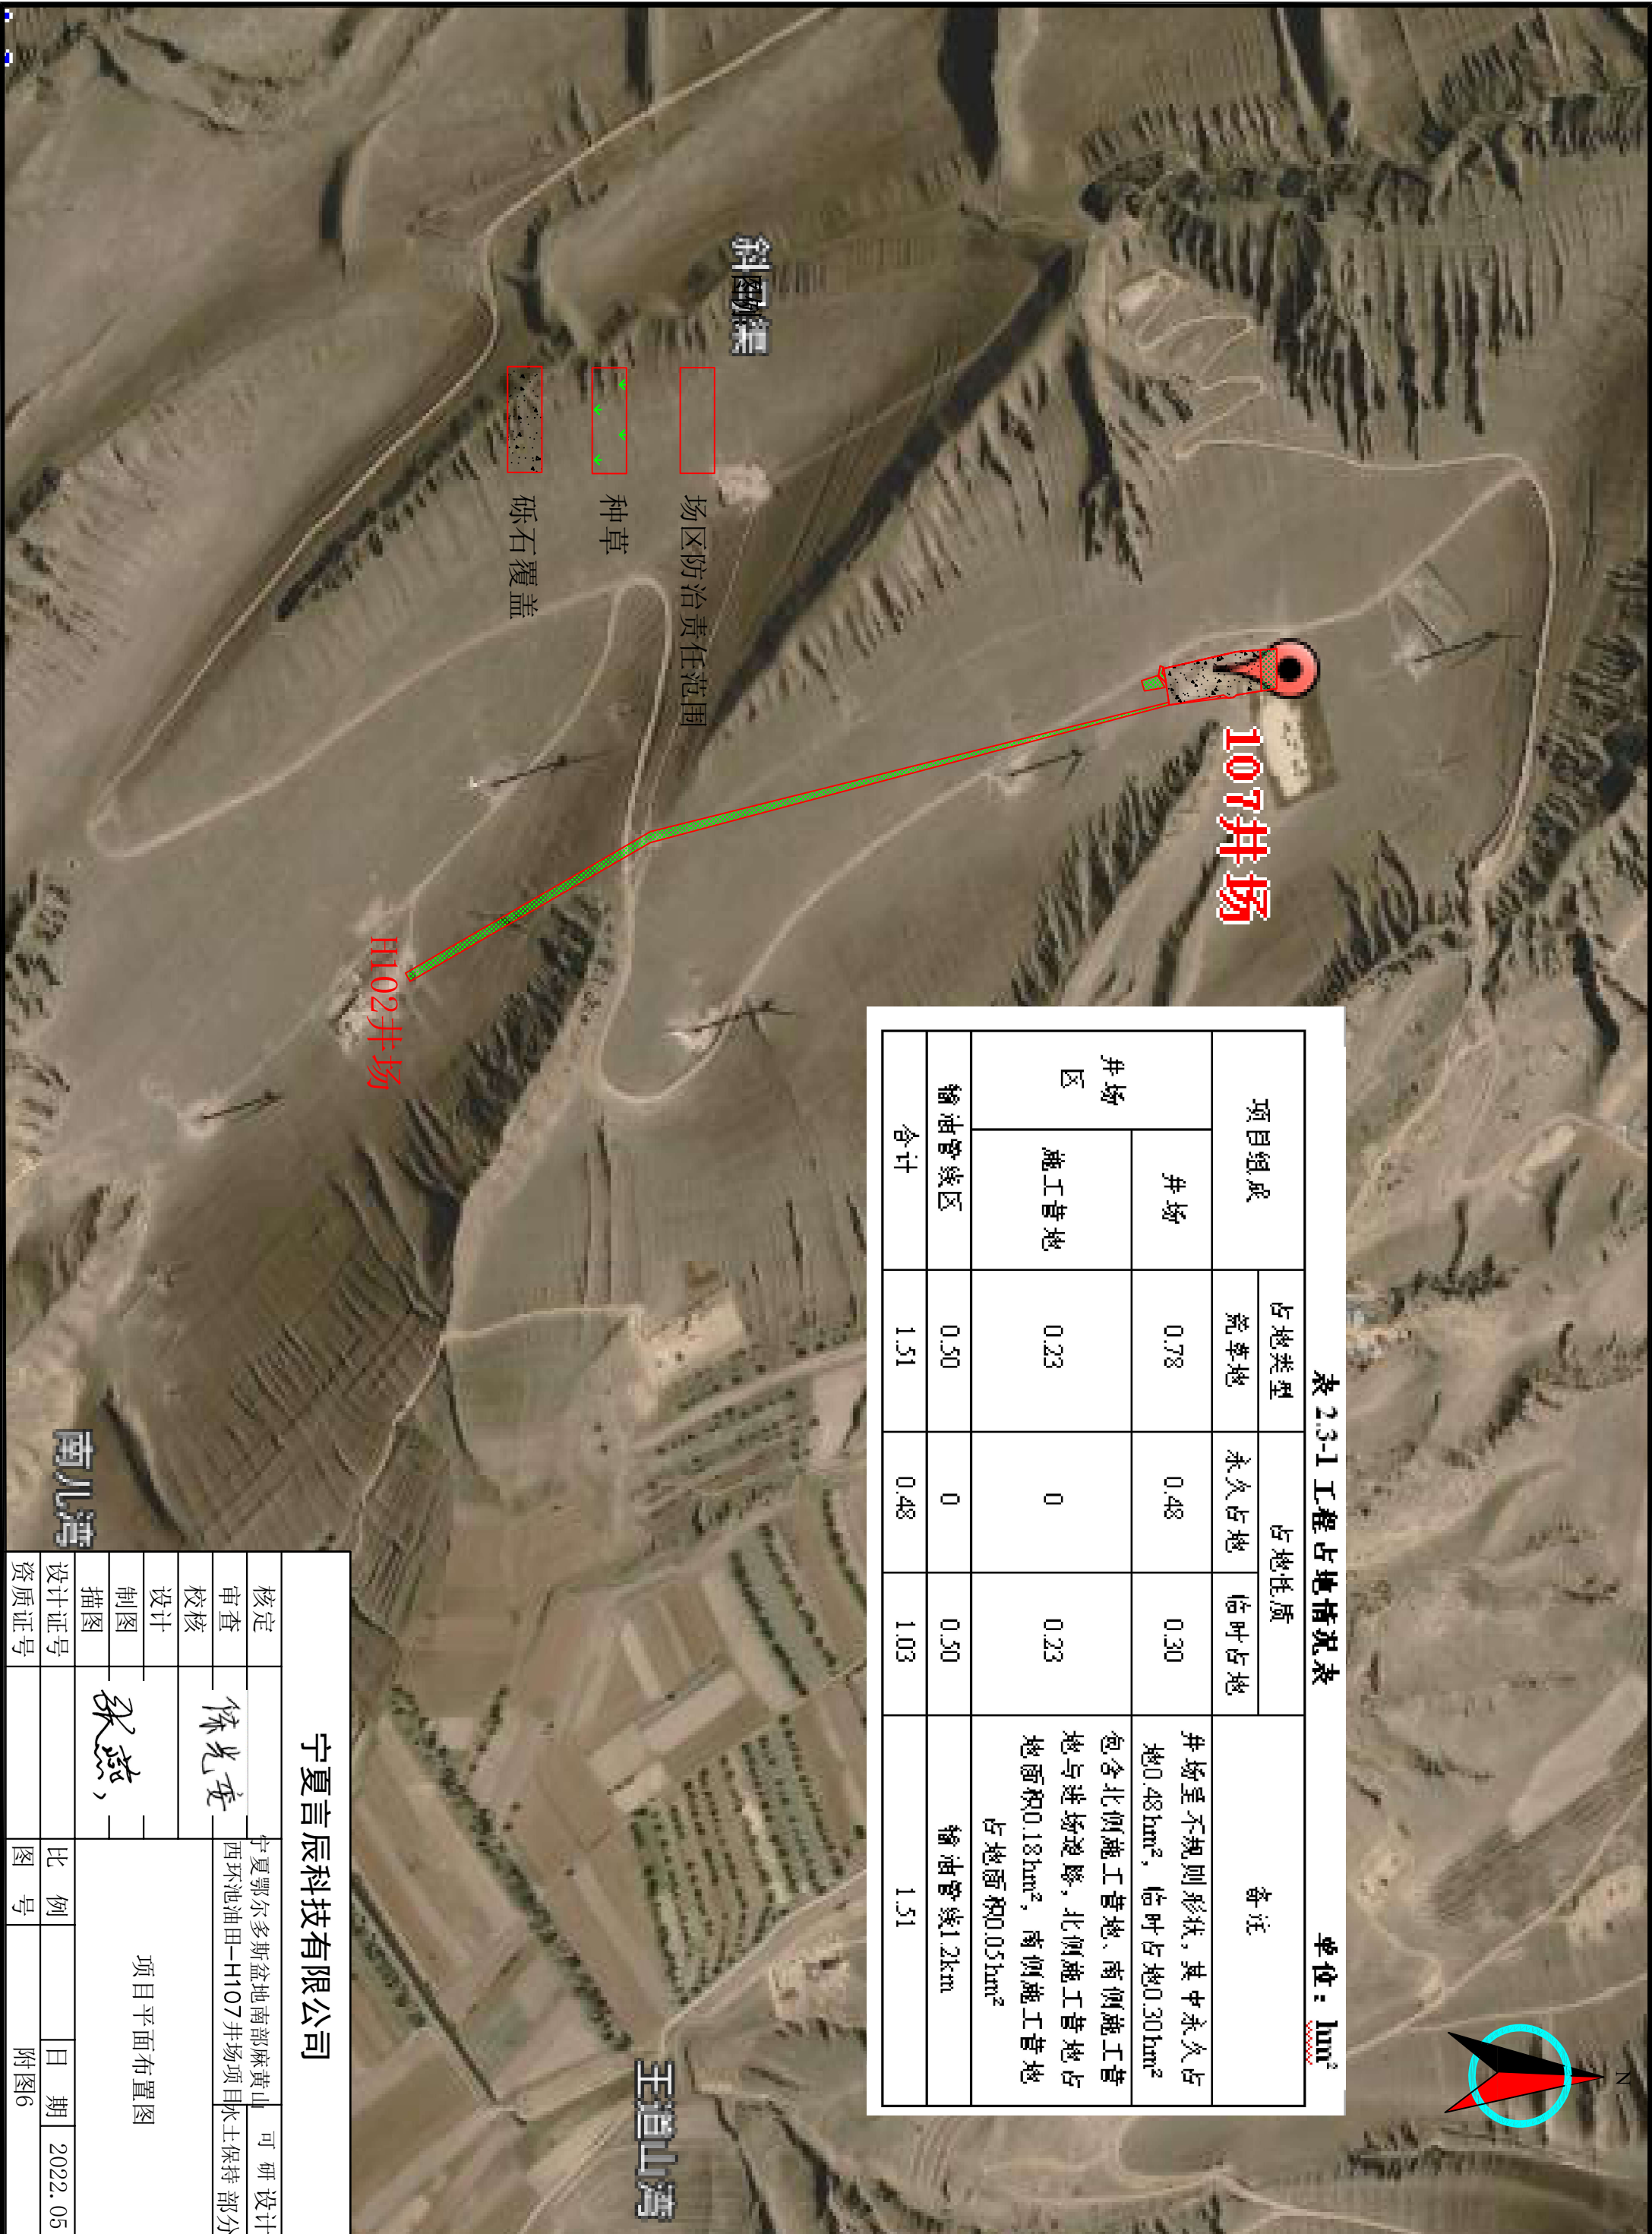 表 2.3-1 工程占地情况表 单位：hm²
项目组成 占地类型 占地性质 备注
荒草地 永久占地 临时占地
井场区 井场 0.78 0.48 0.30 井场呈不规则形状，其中永久占
地0.48hm²，临时占地0.30hm²
施工营地 0.23 0 0.23 包含北侧施工营地、南侧施工营
地与进场道路，北侧施工营地占
地面积0.18hm²，南侧施工营地
占地面积0.05hm²
输油管线区 0.50 0 0.50 输油管线1.2km
合计 1.51 0.48 1.03 1.51
N
107井场
H102井场
图例
场区防治责任范围
种草
砾石覆盖
王道山湾
南儿湾
宁夏言辰科技有限公司
核定
审查
校核
设计
制图
描图
设计证号
资质证号
宁夏鄂尔多斯盆地南部麻黄山
西环池油田-H107井场项目
可 研 设计
水土保持 部分
项目平面布置图
比 例
日 期 2022.05
图 号 附图6